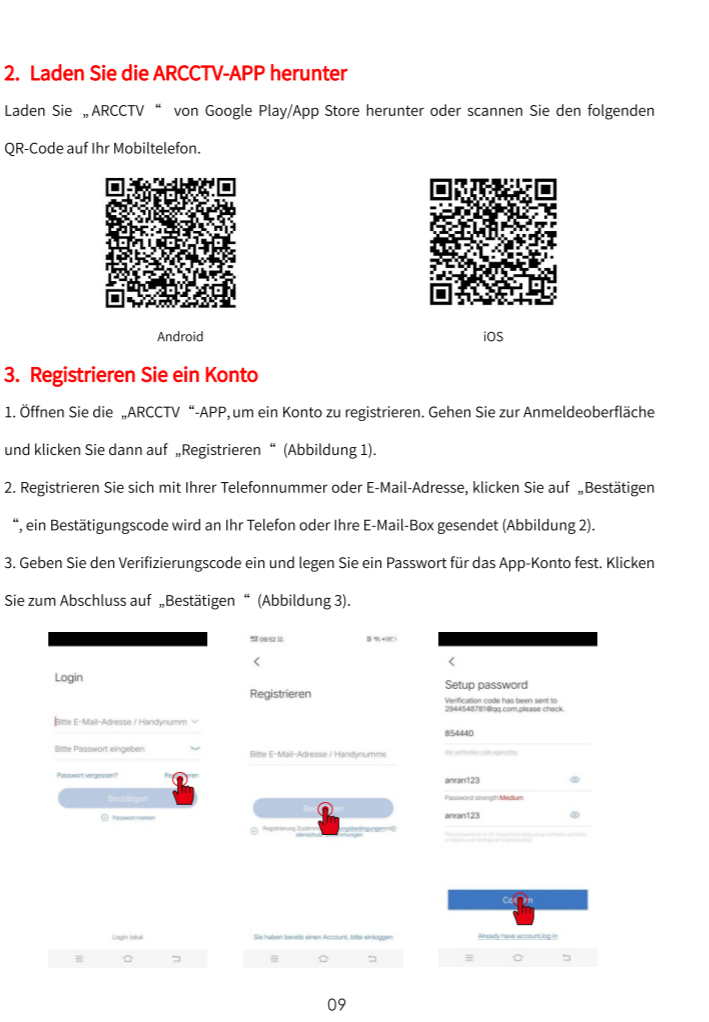 2. Laden Sie die ARCCTV-APP herunter
Laden Sie „ARCCTV “ von Google Play/App Store herunter oder scannen Sie den folgenden
QR-Code auf Ihr Mobiltelefon.
Android
iOS
3. Registrieren Sie ein Konto
1. Öffnen Sie die „ARCCTV “-APP, um ein Konto zu registrieren. Gehen Sie zur Anmeldeoberfläche
und klicken Sie dann auf „Registrieren “ (Abbildung 1).
2. Registrieren Sie sich mit Ihrer Telefonnummer oder E-Mail-Adresse, klicken Sie auf „Bestätigen
“, ein Bestätigungscode wird an Ihr Telefon oder Ihre E-Mail-Box gesendet (Abbildung 2).
3. Geben Sie den Verifizierungscode ein und legen Sie ein Passwort für das App-Konto fest. Klicken
Sie zum Abschluss auf „Bestätigen “ (Abbildung 3).
Login
Bitte E-Mail-Adresse / Handynumm
Bitte Passwort eingeben
Passwort vergessen?
Bestätigen
Passwort merken
Login lokal
09:52
Registrieren
Bitte E-Mail-Adresse / Handynumme
Registrierung
Sie haben bereits einen Account, bitte einloggen
Setup password
Verification code has been sent to
2944548781@qq.com,please check.
854440
anran123
Password strength:Medium
anran123
Already have account,log in
09